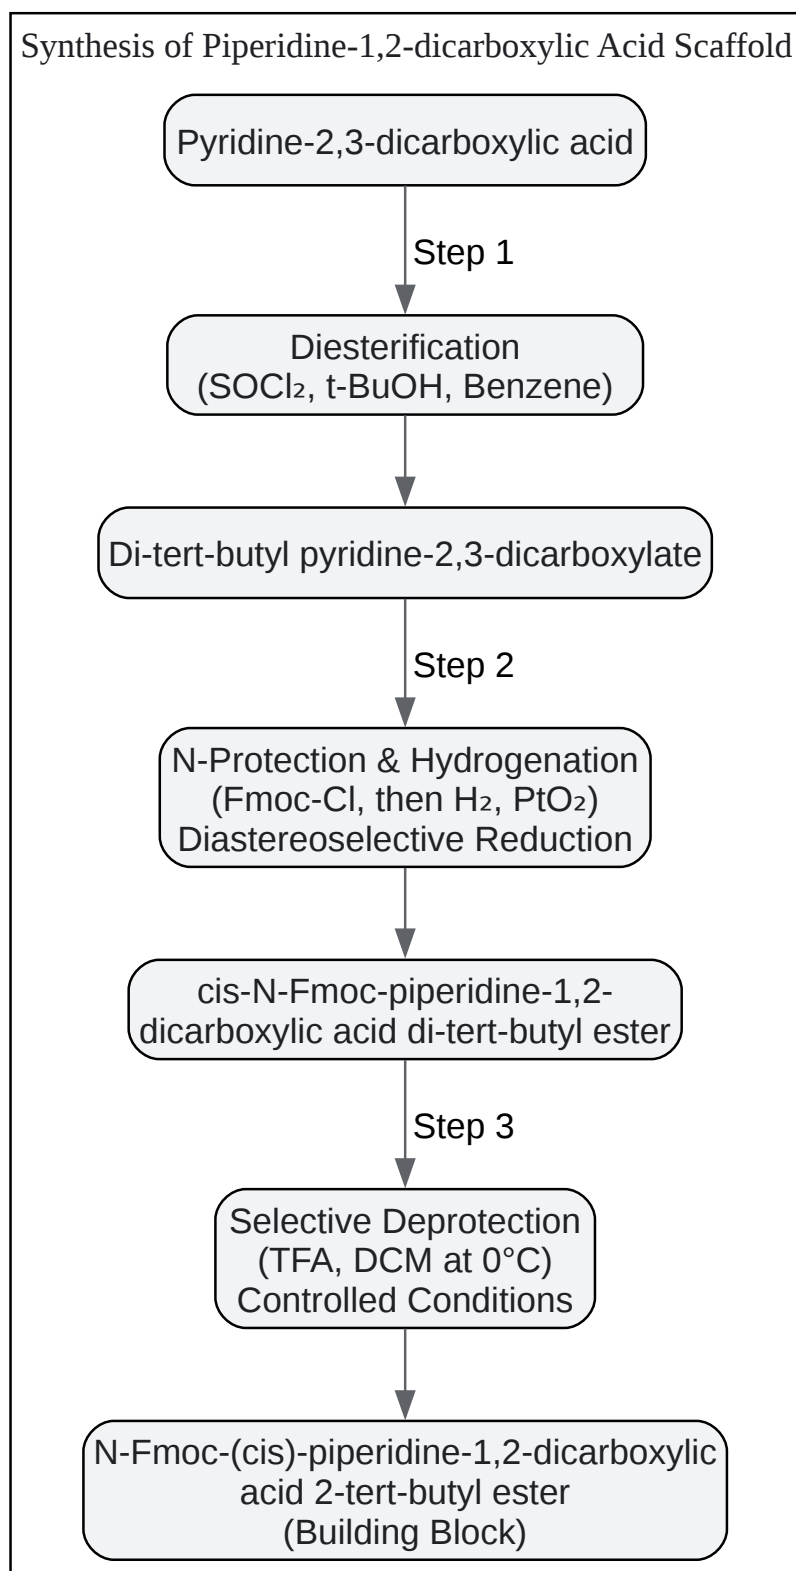 Synthesis of Piperidine-1,2-dicarboxylic Acid Scaffold
Pyridine-2,3-dicarboxylic acid
Step 1
Diesterification
(SOCl₂, t-BuOH, Benzene)
Di-tert-butyl pyridine-2,3-dicarboxylate
Step 2
N-Protection & Hydrogenation
(Fmoc-Cl, then H₂, PtO₂)
Diastereoselective Reduction
cis-N-Fmoc-piperidine-1,2-
dicarboxylic acid di-tert-butyl ester
Step 3
Selective Deprotection
(TFA, DCM at 0°C)
Controlled Conditions
N-Fmoc-(cis)-piperidine-1,2-dicarboxylic
acid 2-tert-butyl ester
(Building Block)